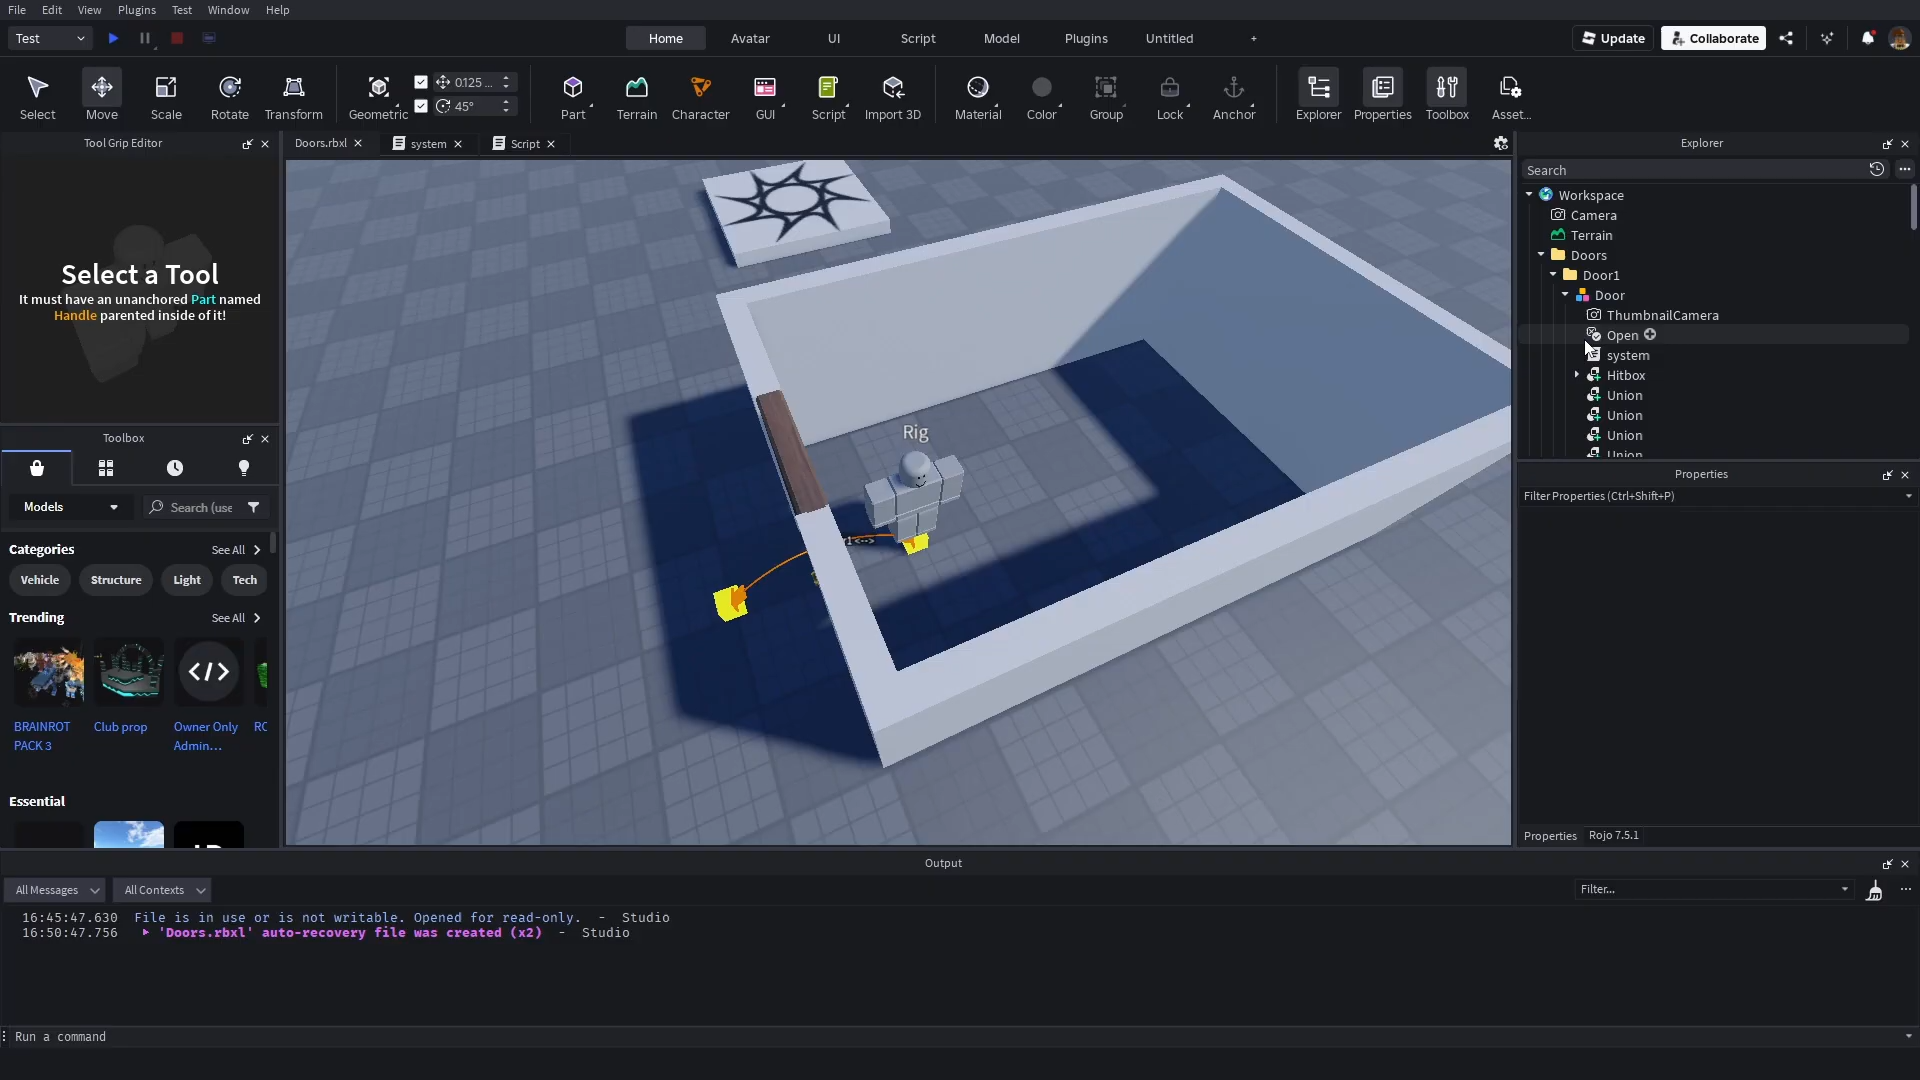 File Edit View Plugins Test Window Help
Test
Home Avatar UI Script Model Plugins Untitled +
Update Collaborate
Select Move Scale Rotate Transform Geometric 0.125 ... 45° Part Terrain Character GUI Script Import 3D Material Color Group Lock Anchor Explorer Properties Toolbox Asset...
Tool Grip Editor
Doors.rbxl × system × Script ×
Explorer
Select a Tool
It must have an unanchored Part named
Handle parented inside of it!
Toolbox
Models
Search (use
Categories See All
Vehicle Structure Light Tech
Trending See All
BRAINROT
PACK 3
Club prop
Owner Only
Admin...
RC
Essential
Rig
Search
Workspace
Camera
Terrain
Doors
Door1
Door
ThumbnailCamera
Open
system
Hitbox
Union
Union
Union
Union
Properties
Filter Properties (Ctrl+Shift+P)
Properties Rojo 7.5.1
Output
All Messages All Contexts
Filter...
16:45:47.630 File is in use or is not writable. Opened for read-only. - Studio
16:50:47.756 ▶ 'Doors.rbxl' auto-recovery file was created (x2) - Studio
Run a command